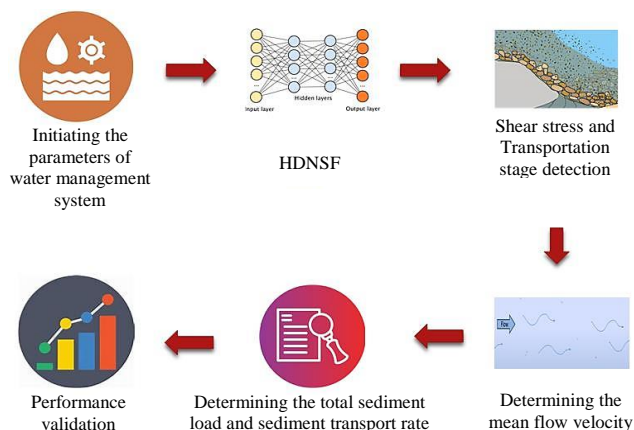 Hidden layers
Input layer
Output layer
Initiating the
parameters of
water management
system
HDNSF
Shear stress and
Transportation
stage detection
Flow
Determining the
mean flow velocity
Determining the total sediment
load and sediment transport rate
Performance
validation